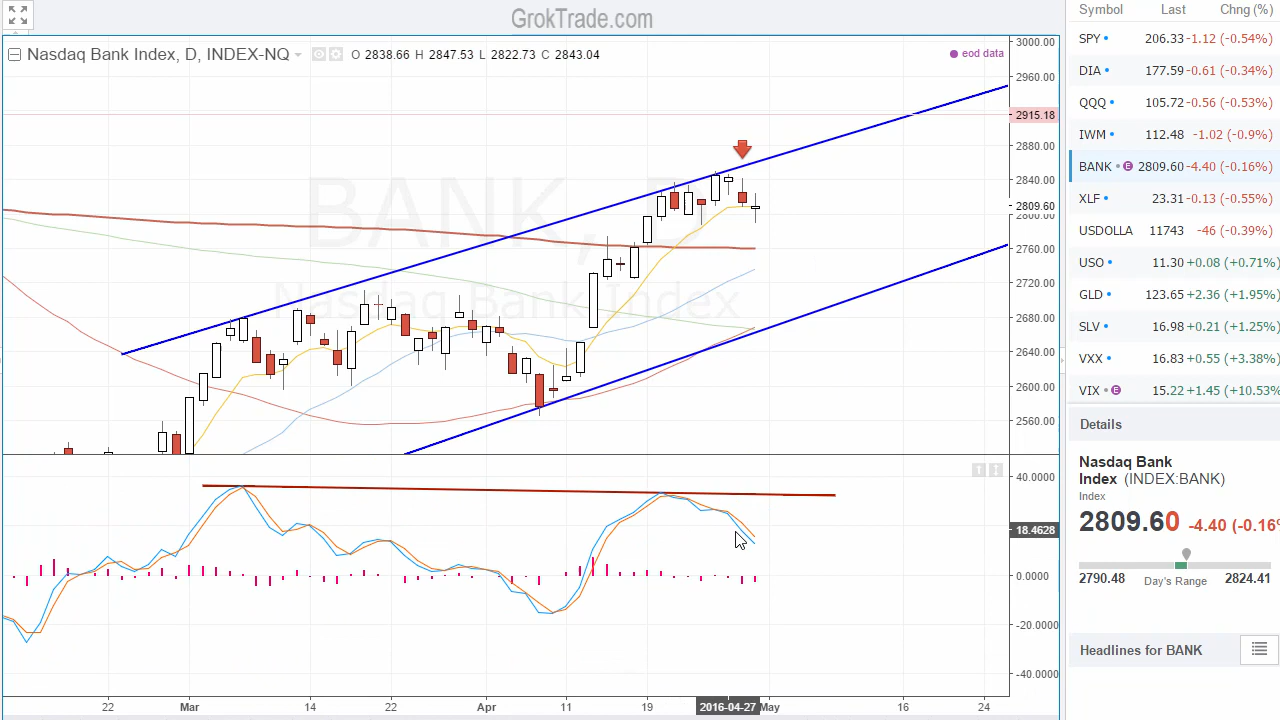 GrokTrade.com
Nasdaq Bank Index, D, INDEX-NQ O 2838.66 H 2847.53 L 2822.73 C 2843.04
eod data
BANK, D
Nasdaq Bank Index
3000.00
2960.00
2915.18
2880.00
2840.00
2809.60
2800.00
2760.00
2720.00
2680.00
2640.00
2600.00
2560.00
40.0000
18.4628
0.0000
-20.0000
-40.0000
22 Mar 14 22 Apr 11 19 2016-04-27 May 16 24
Symbol Last Chng (%)
SPY 206.33 -1.12 (-0.54%)
DIA 177.59 -0.61 (-0.34%)
QQQ 105.72 -0.56 (-0.53%)
IWM 112.48 -1.02 (-0.9%)
BANK E 2809.60 -4.40 (-0.16%)
XLF 23.31 -0.13 (-0.55%)
USDOLLA 11743 -46 (-0.39%)
USO 11.30 +0.08 (+0.71%)
GLD 123.65 +2.36 (+1.95%)
SLV 16.98 +0.21 (+1.25%)
VXX 16.83 +0.55 (+3.38%)
VIX E 15.22 +1.45 (+10.53%
Details
Nasdaq Bank
Index (INDEX:BANK)
Index
2809.60 -4.40 (-0.16%
2790.48 Day's Range 2824.41
Headlines for BANK